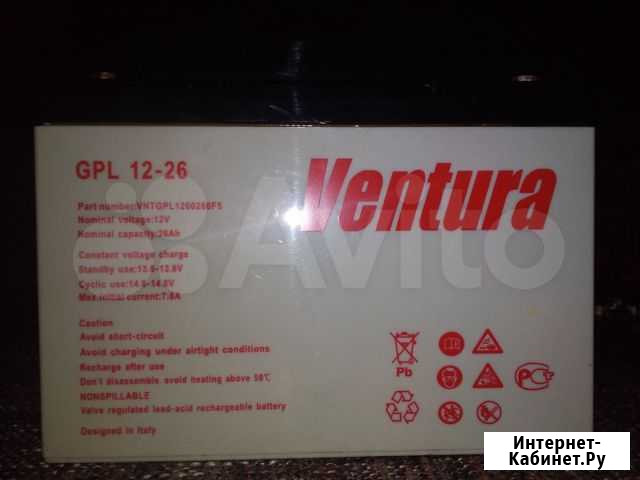 GPL 12-26
Ventura
Part number:VNTGPL1200260F5
Nominal voltage:12V
Nominal capacity:26Ah
Constant voltage charge
Standby use:13.5-13.8V
Cyclic use:14.5-14.8V
Max.initial current:7.8A
Caution
Avoid short-circuit
Avoid charging under airtight conditions
Recharge after use
Don't disassemble avoid heating above 50℃
NONSPILLABLE
Valve regulated lead-acid rechargeable battery
Designed in Italy
Pb
PG
Avito
Интернет-
Кабинет.Ру